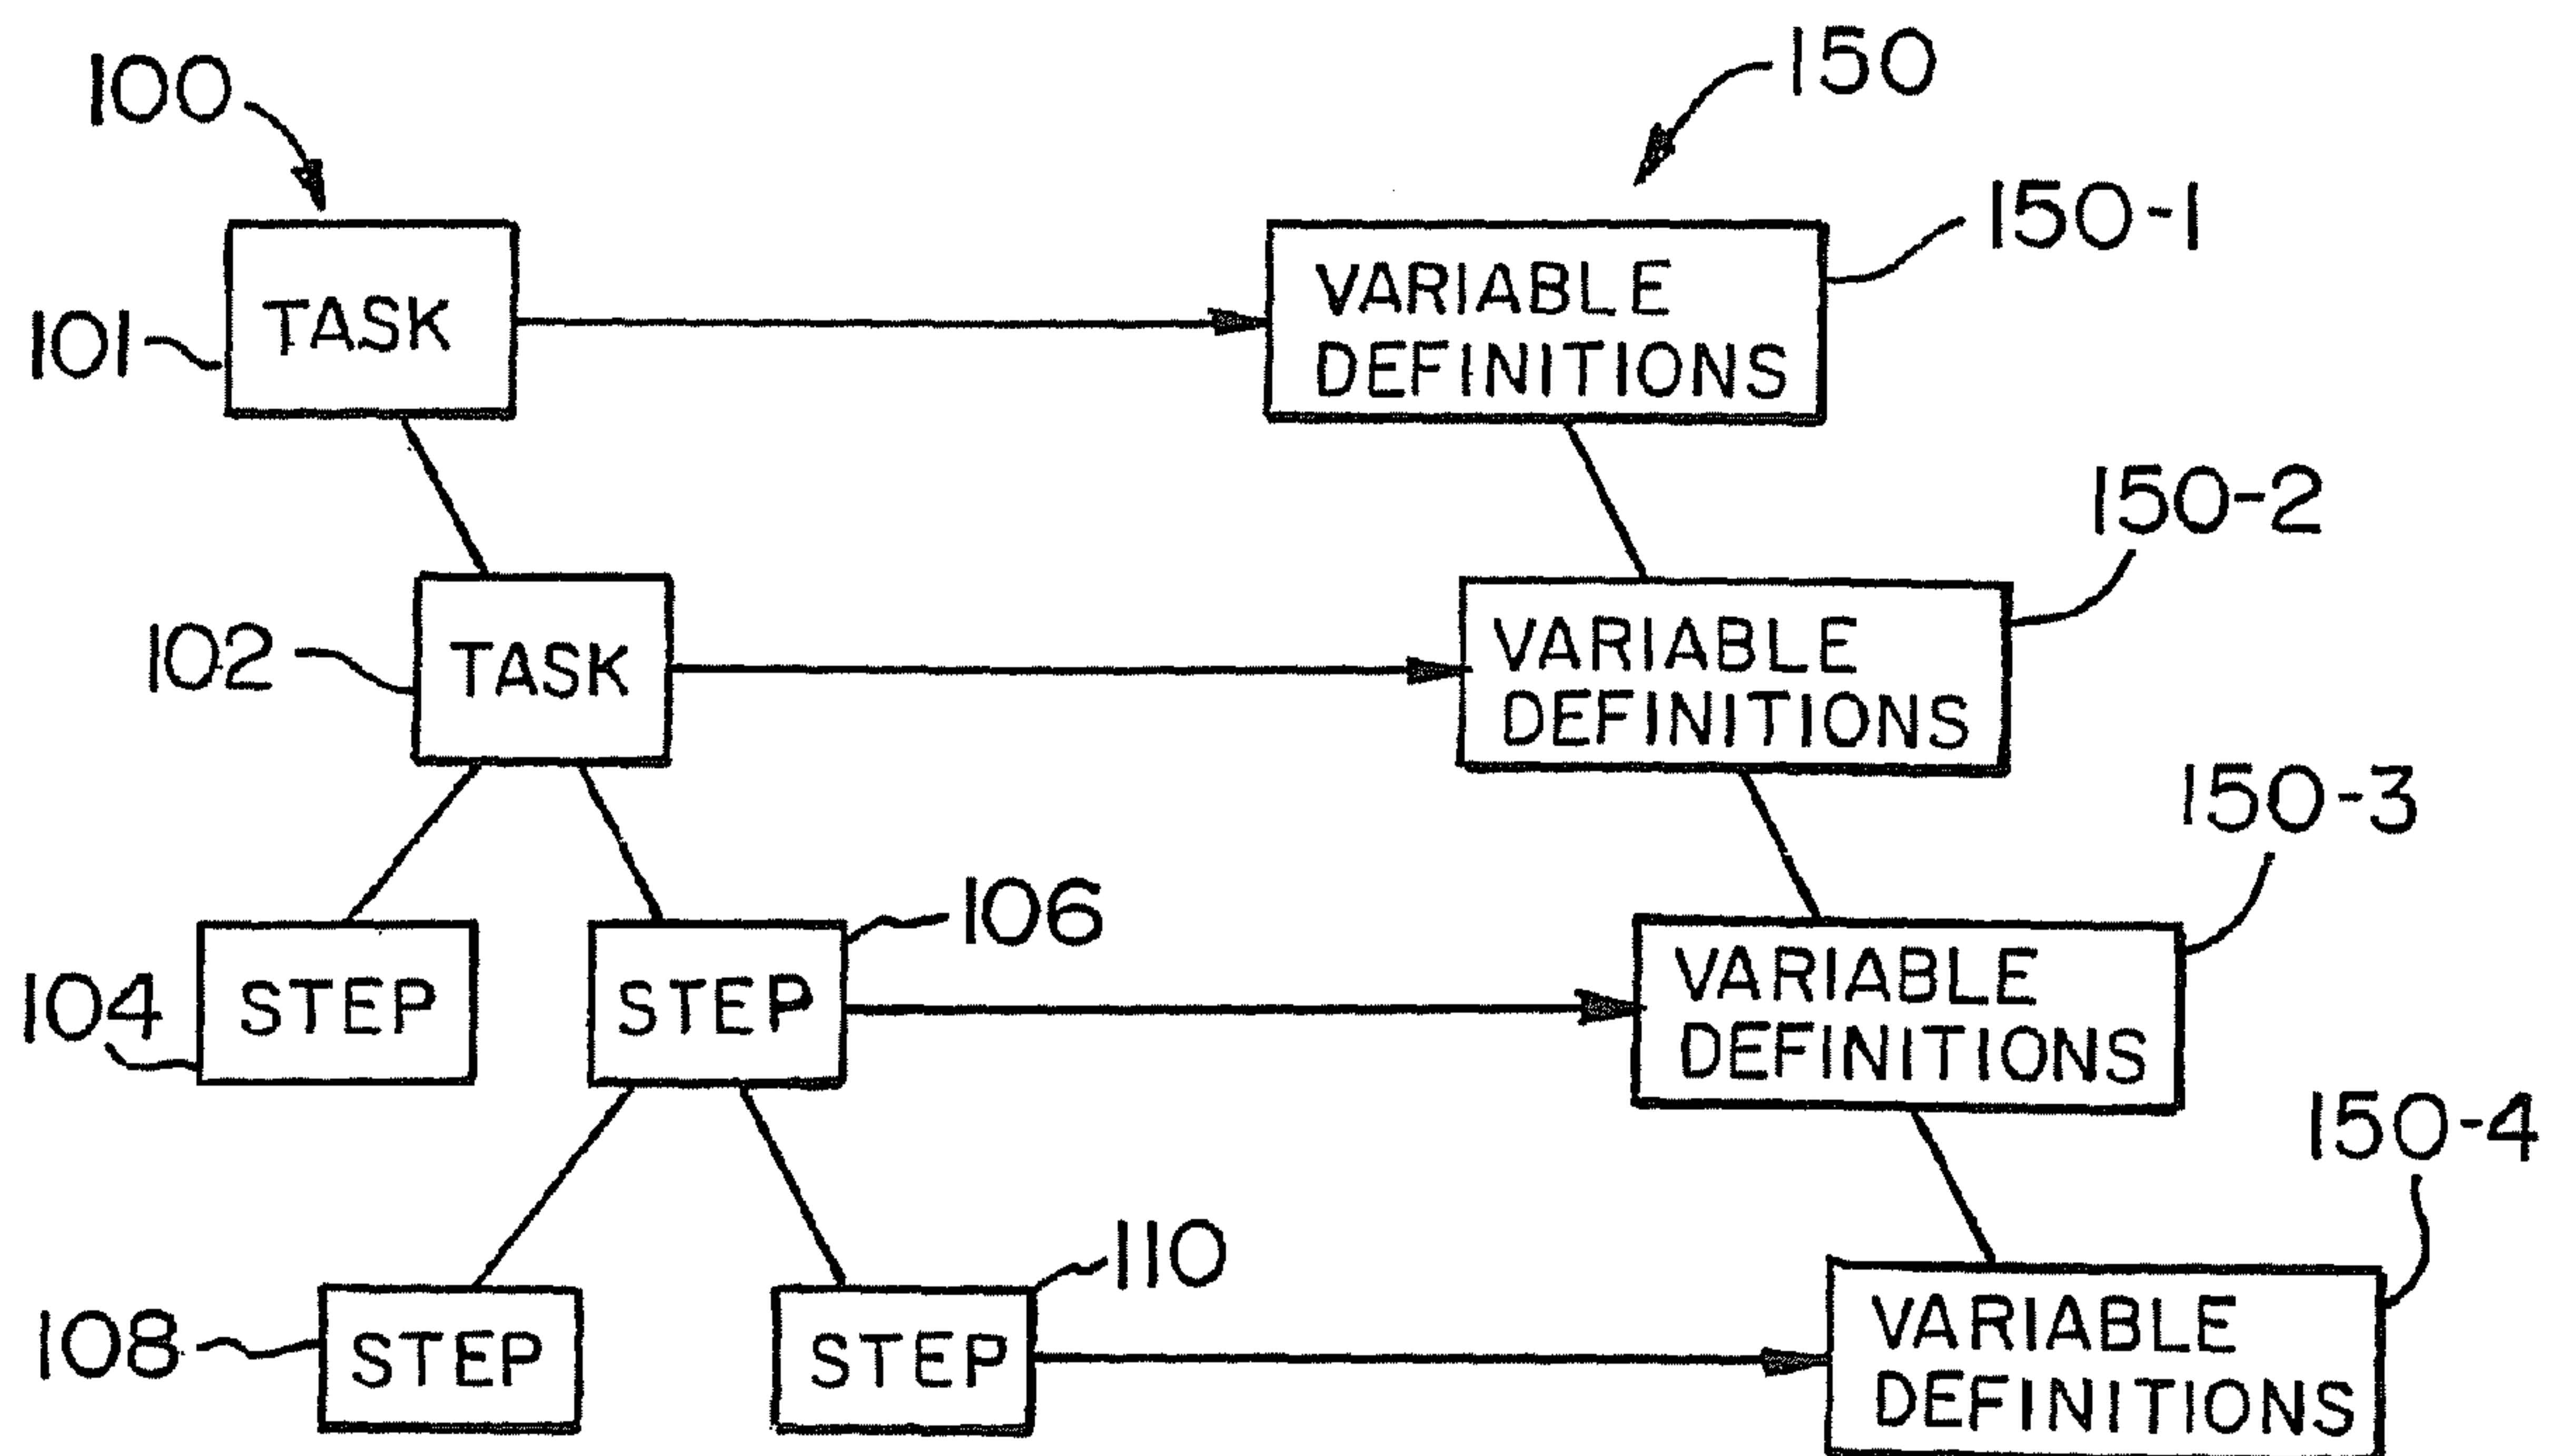 100
150
150-1
101
TASK
VARIABLE
DEFINITIONS
150-2
102
TASK
VARIABLE
DEFINITIONS
150-3
106
104
STEP
STEP
VARIABLE
DEFINITIONS
150-4
110
108
STEP
STEP
VARIABLE
DEFINITIONS